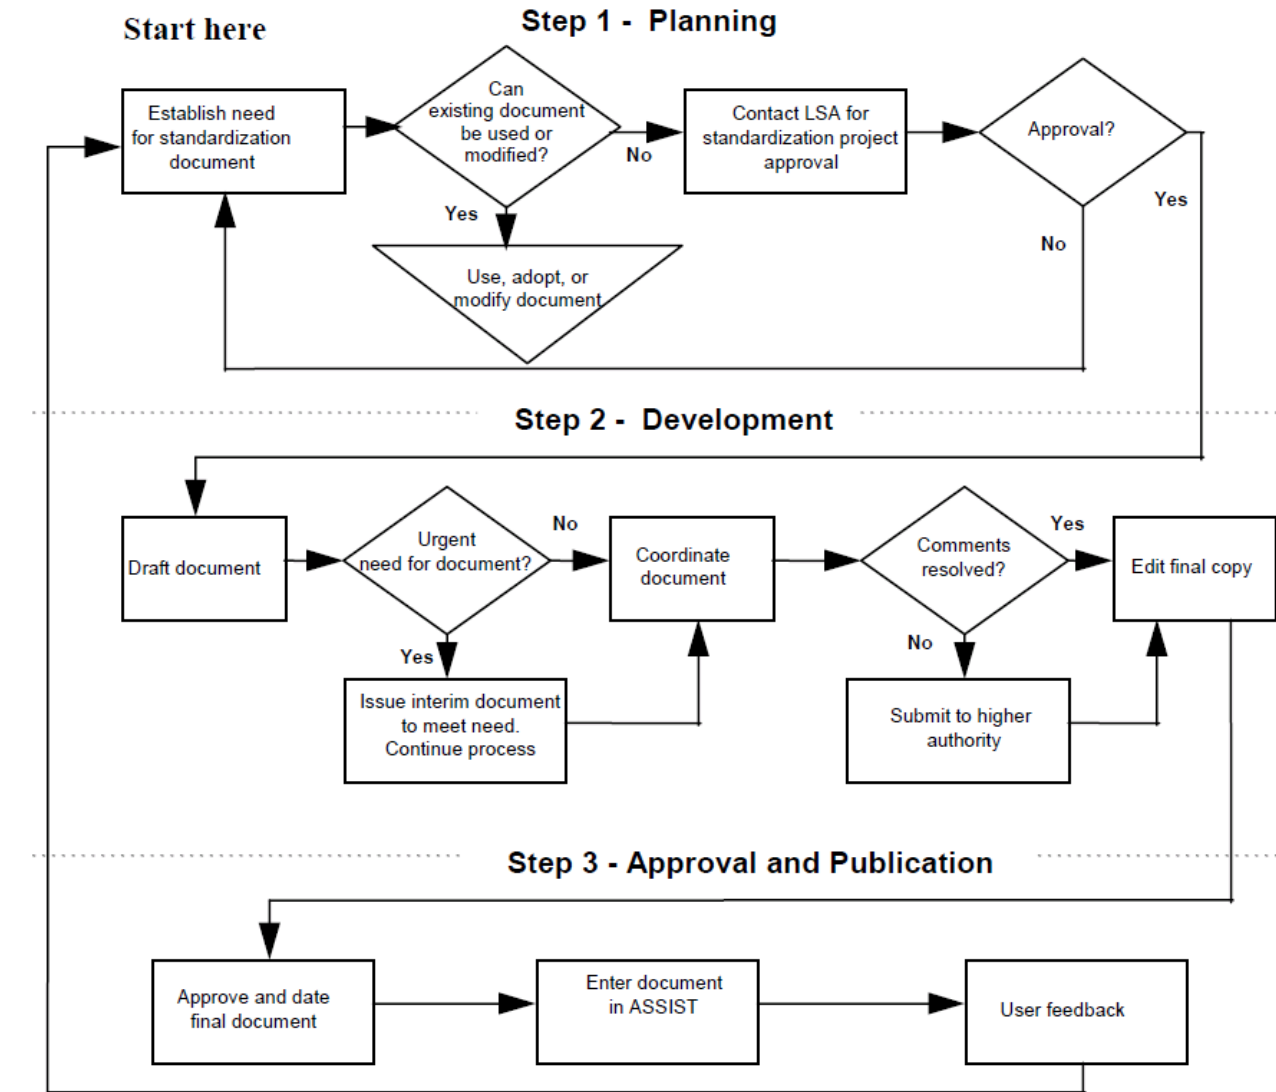 Start here
Step 1 - Planning
Establish need
for standardization
document
Can
existing document
be used or
modified?
No
Contact LSA for
standardization project
approval
Approval?
Yes
Yes
No
Use, adopt, or
modify document
Step 2 - Development
Draft document
Urgent
need for document?
No
Coordinate
document
Comments
resolved?
Yes
Edit final copy
Yes
No
Issue interim document
to meet need.
Continue process
Submit to higher
authority
Step 3 - Approval and Publication
Approve and date
final document
Enter document
in ASSIST
User feedback